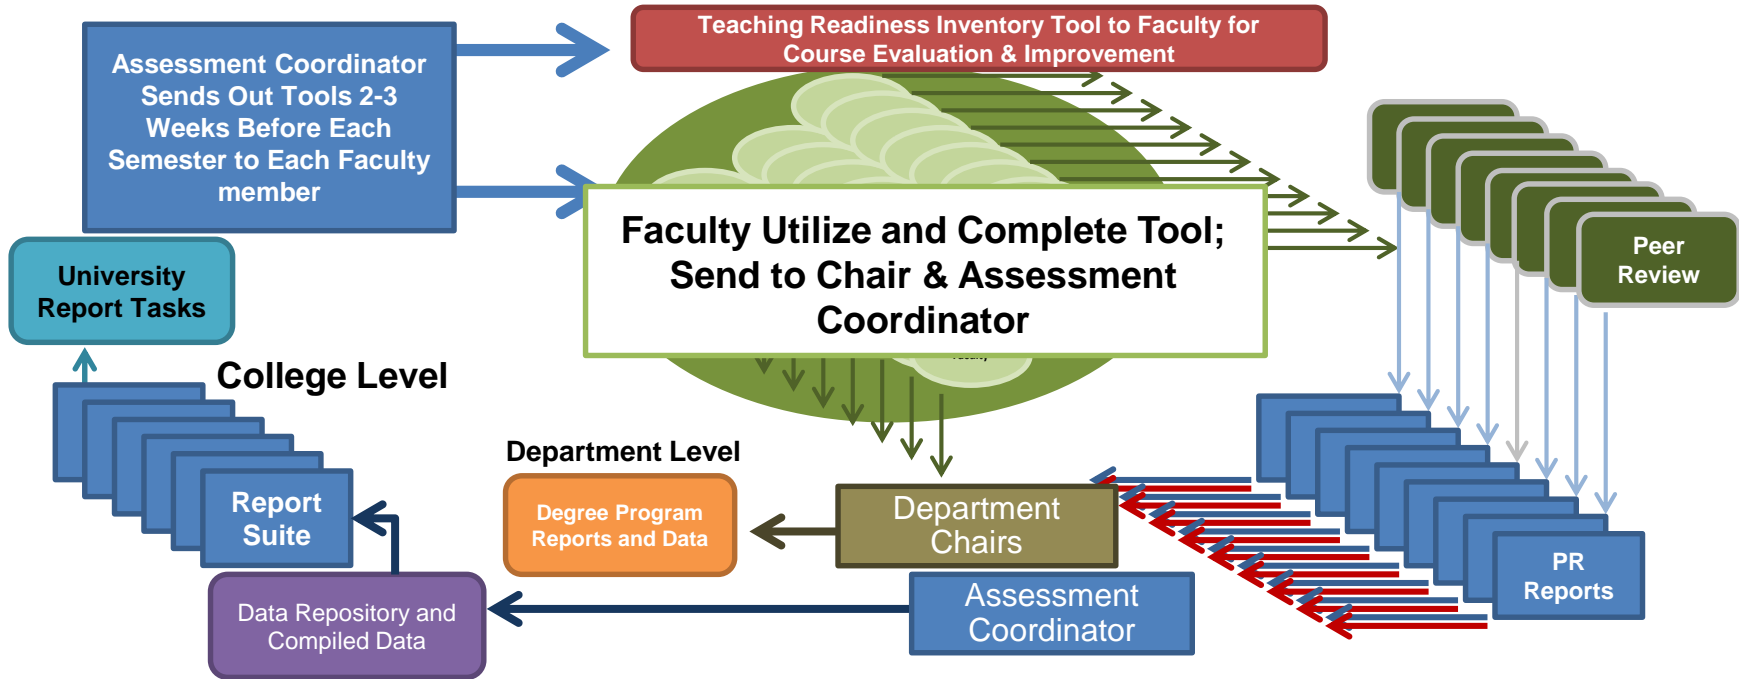 Teaching Readiness Inventory Tool to Faculty for
Course Evaluation & Improvement
Assessment Coordinator
Sends Out Tools 2-3
Weeks Before Each
Semester to Each Faculty
member
Faculty Utilize and Complete Tool;
Send to Chair & Assessment
Coordinator
Peer
Review
University
Report Tasks
College Level
Department Level
Report
Suite
Degree Program
Reports and Data
Department
Chairs
PR
Reports
Data Repository and
Compiled Data
Assessment
Coordinator